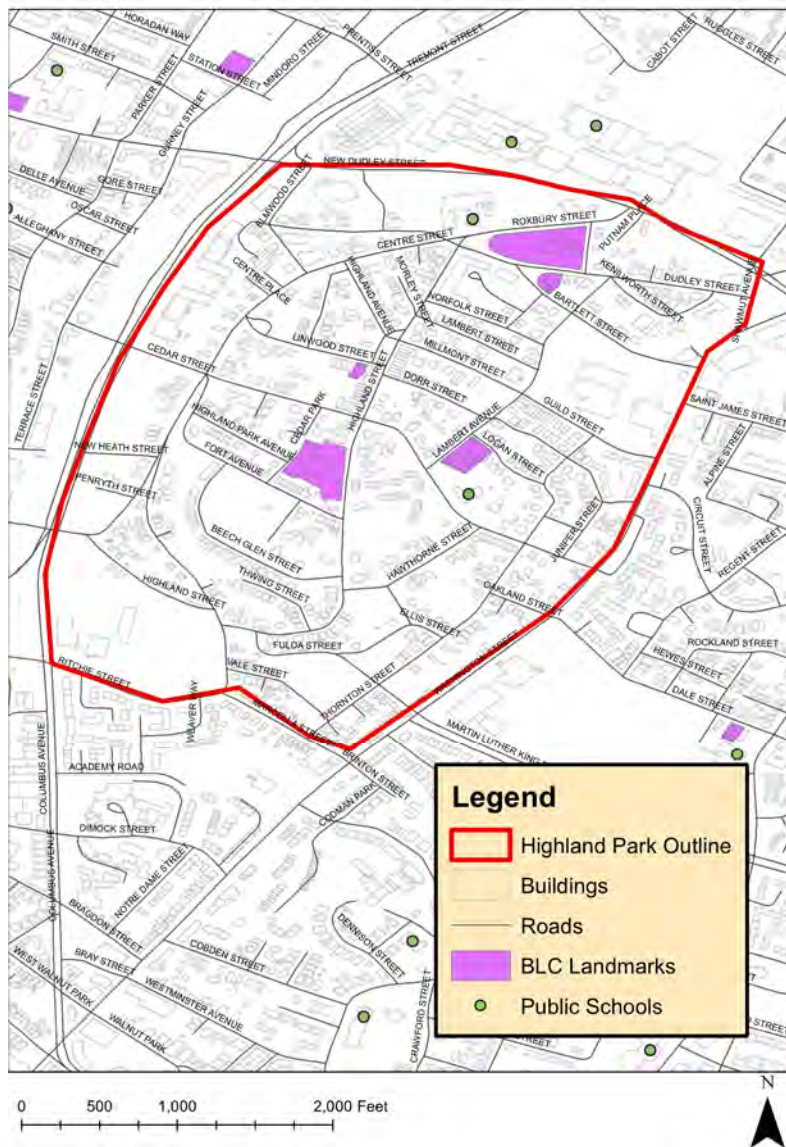 HORADAN WAY
PRENTISS STREET
TREMONT STREET
CABOT STREET
RUGGLES STREET
SMITH STREET
STATION STREET
MINDORO STREET
PARKER STREET
GURNEY STREET
DELLE AVENUE
GORE STREET
OSCAR STREET
ALLEGHANY STREET
NEW DUDLEY STREET
ELMWOOD STREET
ROXBURY STREET
PUTNAM PLACE
CENTRE STREET
CENTRE PLACE
HIGHLAND AVENUE
MORLEY STREET
KENILWORTH STREET
DUDLEY STREET
SHAWMUT AVENUE
NORFOLK STREET
BARTLETT STREET
LAMBERT STREET
LINWOOD STREET
MILLMONT STREET
CEDAR STREET
TERRACE STREET
DORR STREET
HIGHLAND STREET
GUILD STREET
SAINT JAMES STREET
CEDAR PARK
HIGHLAND PARK AVENUE
LAMBERT AVENUE
LOGAN STREET
ALPINE STREET
NEW HEATH STREET
FORT AVENUE
PENRYTH STREET
CIRCUIT STREET
BEECH GLEN STREET
JUNIPER STREET
REGENT STREET
HAWTHORNE STREET
THWING STREET
HIGHLAND STREET
OAKLAND STREET
ELLIS STREET
FULDA STREET
ROCKLAND STREET
HEWES STREET
RITCHIE STREET
VALE STREET
THORNTON STREET
WASHINGTON STREET
DALE STREET
WEAVER WAY
MARCELLA STREET
MARTIN LUTHER KING
BRINTON STREET
ACADEMY ROAD
COLUMBUS AVENUE
CODMAN PARK
DIMOCK STREET
COLUMBUS AVENUE
NOTRE DAME STREET
BRAGDON STREET
COBDEN STREET
DENNISON STREET
BRAY STREET
WEST WALNUT PARK
WESTMINSTER AVENUE
WALNUT PARK
CRAWFORD STREET
Legend
Highland Park Outline
Buildings
Roads
BLC Landmarks
Public Schools
STREET
N
0 500 1,000 2,000 Feet